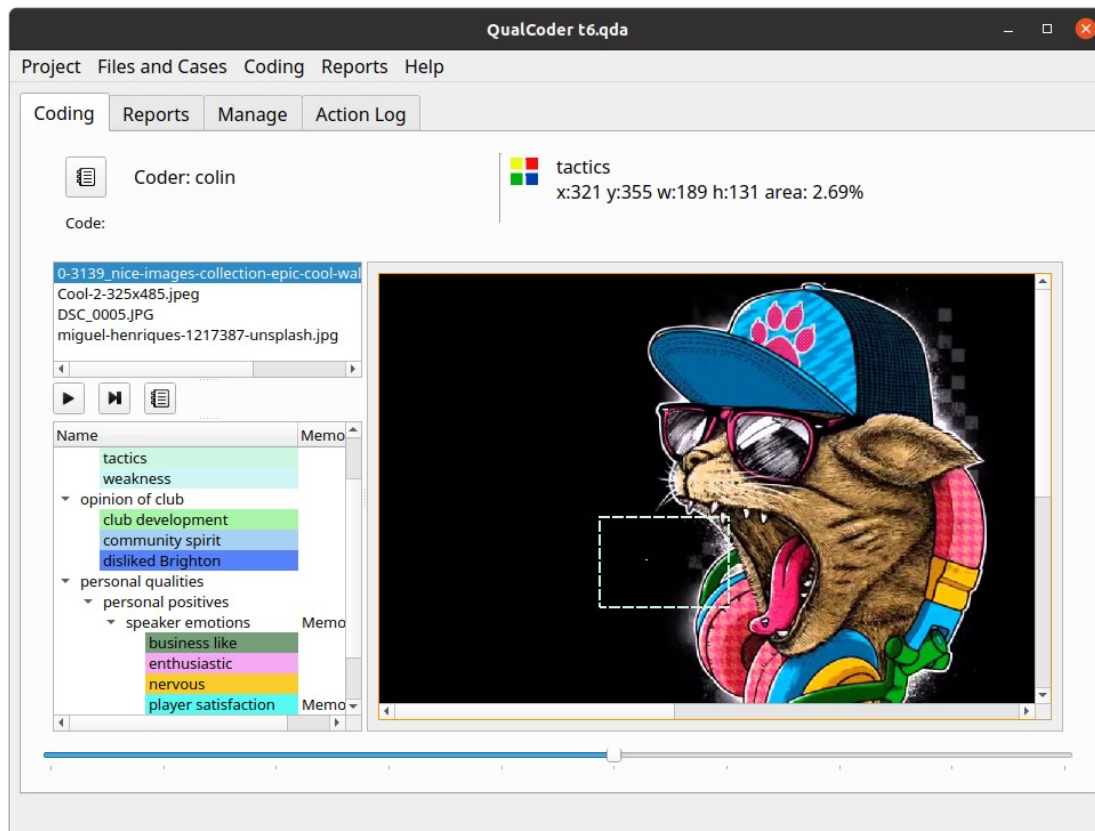 QualCoder t6.qda
Project Files and Cases Coding Reports Help
Coding Reports Manage Action Log
Coder: colin
tactics
x:321 y:355 w:189 h:131 area: 2.69%
Code:
0-3139_nice-images-collection-epic-cool-wal
Cool-2-325x485.jpeg
DSC_0005.JPG
miguel-henriques-1217387-unsplash.jpg
Name Memo
tactics
weakness
opinion of club
club development
community spirit
disliked Brighton
personal qualities
personal positives
speaker emotions Memo
business like
enthusiastic
nervous
player satisfaction Memo